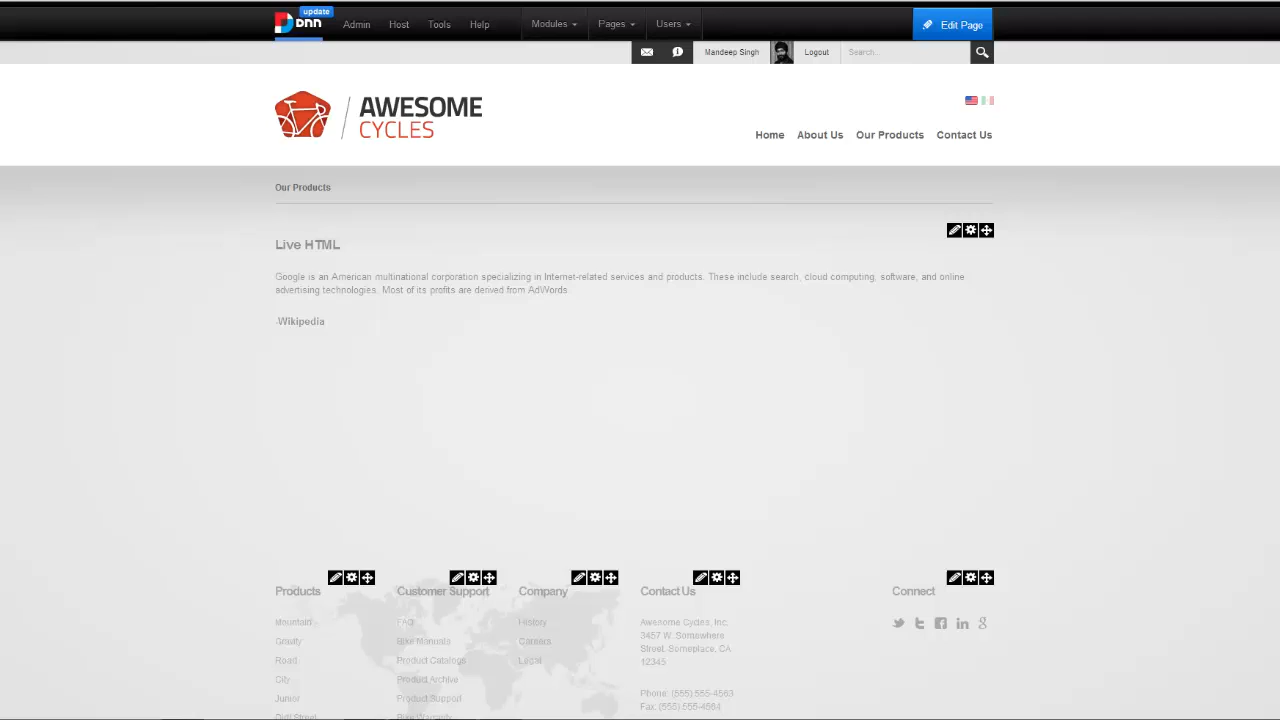 update
DNN Admin Host Tools Help Modules Pages Users Edit Page
Mandeep Singh Logout Search...
AWESOME
CYCLES
Home About Us Our Products Contact Us
Our Products
Live HTML
Google is an American multinational corporation specializing in Internet-related services and products. These include search, cloud computing, software, and online
advertising technologies. Most of its profits are derived from AdWords.
-Wikipedia
Products Customer Support Company Contact Us Connect
Mountain FAQ History Awesome Cycles, Inc.
3457 W. Somewhere
Gravity Bike Manuals Careers Street. Someplace, CA
Road Product Catalogs Legal 12345
City Product Archive
Junior Product Support Phone: (555) 555-4563
Fax: (555) 555-4564
Dirt/ Street Bike Warranty